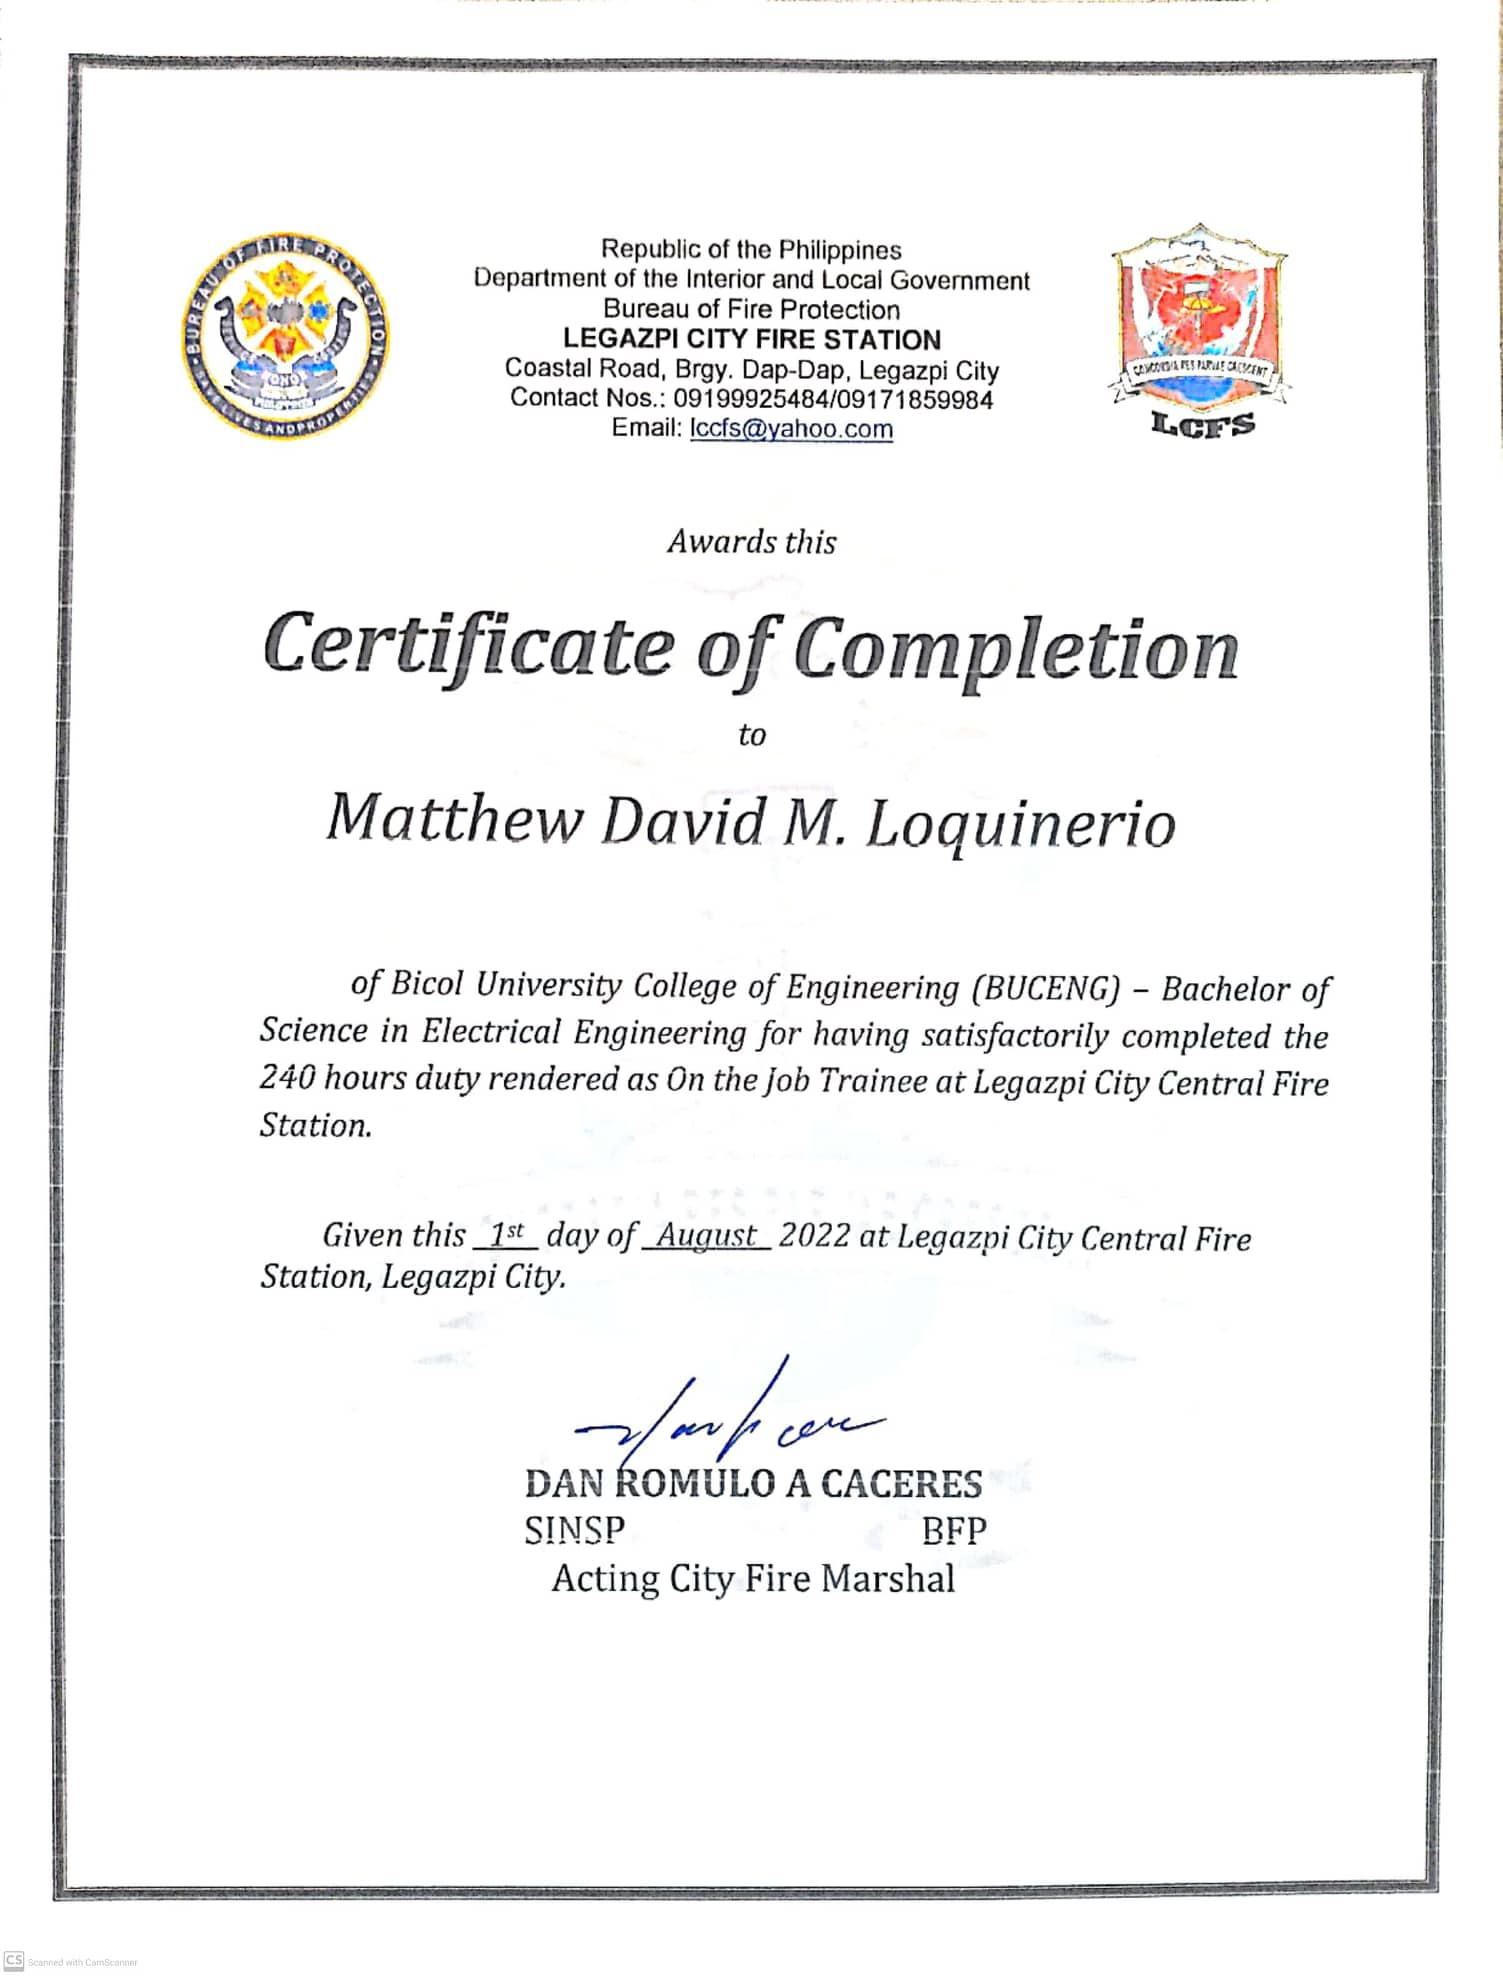 BUREAU OF FIRE PROTECTION
SAVE LIVES AND PROPERTIES
Republic of the Philippines
Department of the Interior and Local Government
Bureau of Fire Protection
LEGAZPI CITY FIRE STATION
Coastal Road, Brgy. Dap-Dap, Legazpi City
Contact Nos.: 09199925484/09171859984
Email: lccfs@yahoo.com
LCFS
Awards this
Certificate of Completion
to
Matthew David M. Loquinerio
of Bicol University College of Engineering (BUCENG) – Bachelor of
Science in Electrical Engineering for having satisfactorily completed the
240 hours duty rendered as On the Job Trainee at Legazpi City Central Fire
Station.
Given this 1st day of August 2022 at Legazpi City Central Fire
Station, Legazpi City.
DAN ROMULO A CACERES
SINSP BFP
Acting City Fire Marshal
CS Scanned with CamScanner